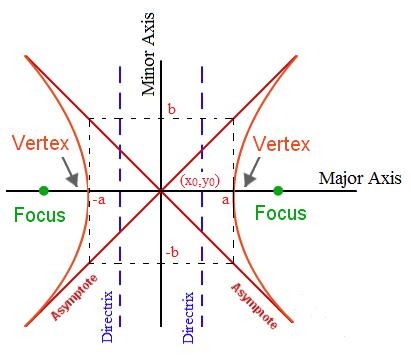 Minor Axis
b
Vertex
Vertex
(x0,y0)
Major Axis
-a
a
Focus
Focus
-b
Asymptote
Asymptote
Directrix
Directrix